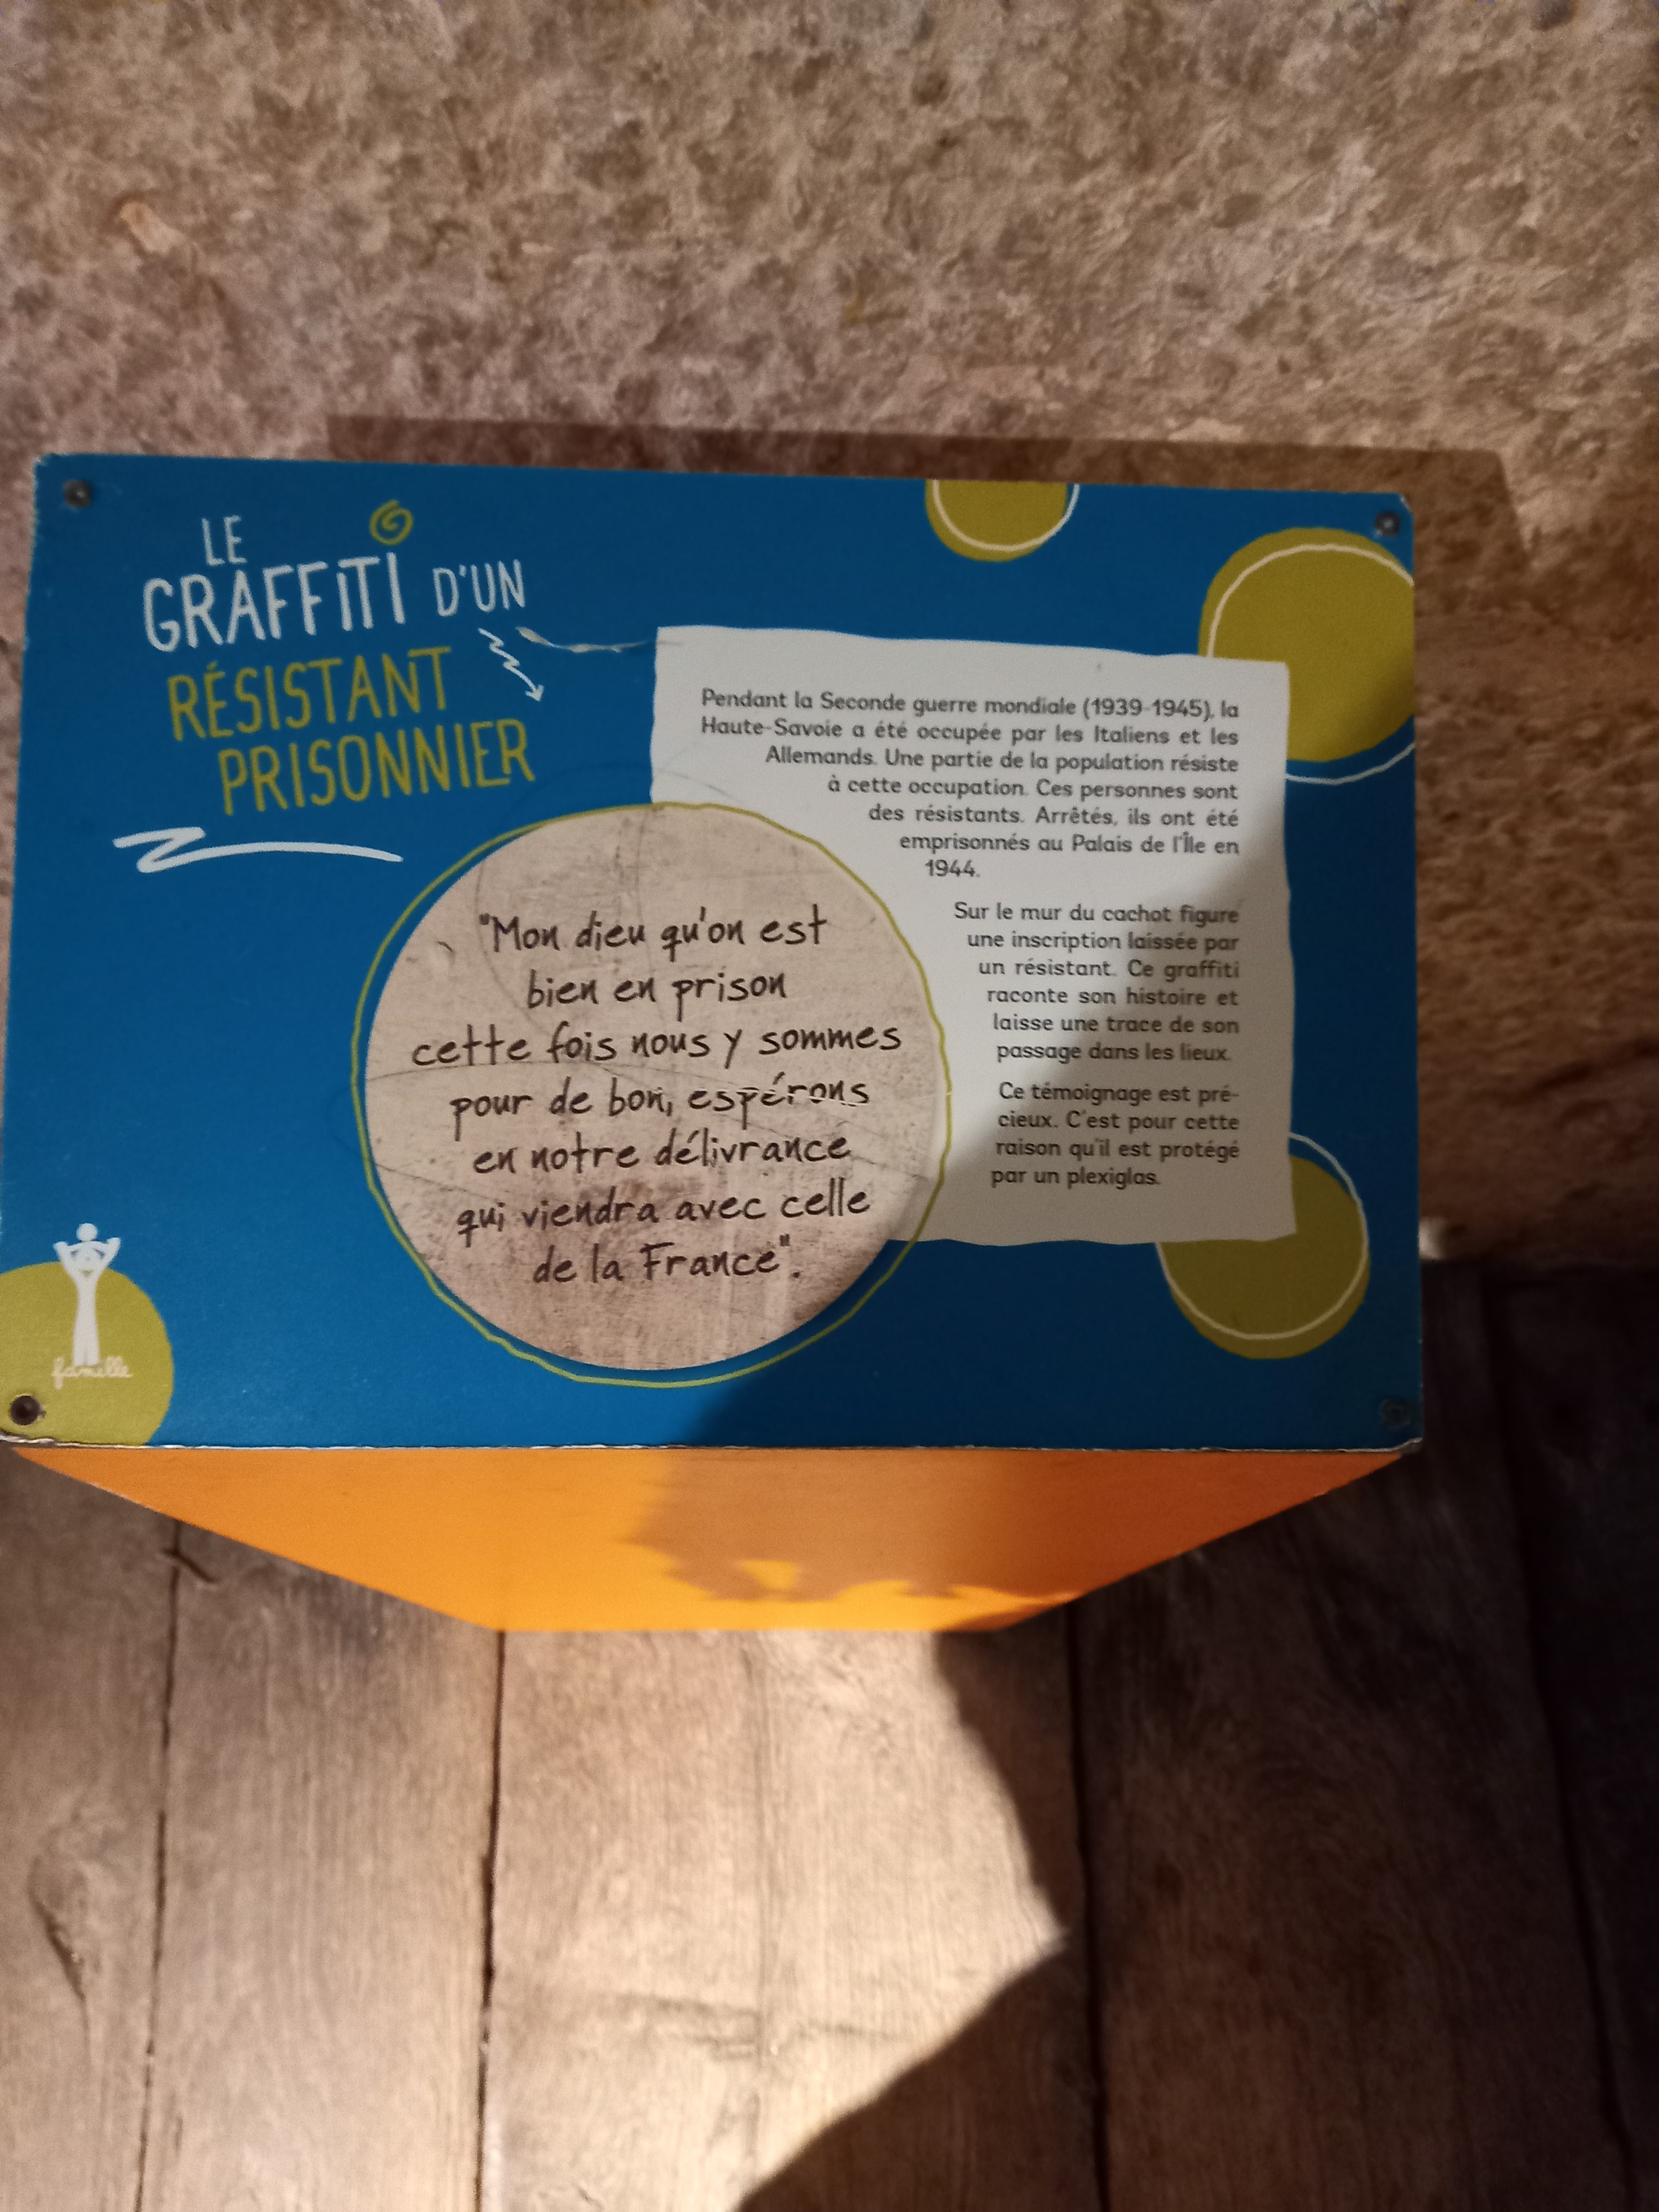 LE
GRAFFITI D'UN
RÉSISTANT
PRISONNIER
Pendant la Seconde guerre mondiale (1939-1945), la
Haute-Savoie a été occupée par les Italiens et les
Allemands. Une partie de la population résiste
à cette occupation. Ces personnes sont
des résistants. Arrêtés, ils ont été
emprisonnés au Palais de l'Île en
1944.
Sur le mur du cachot figure
une inscription laissée par
un résistant. Ce graffiti
raconte son histoire et
laisse une trace de son
passage dans les lieux.
Ce témoignage est pré-
cieux. C'est pour cette
raison qu'il est protégé
par un plexiglas.
"Mon dieu qu'on est
bien en prison
cette fois nous y sommes
pour de bon, espérons
en notre délivrance
qui viendra avec celle
de la France".
famille